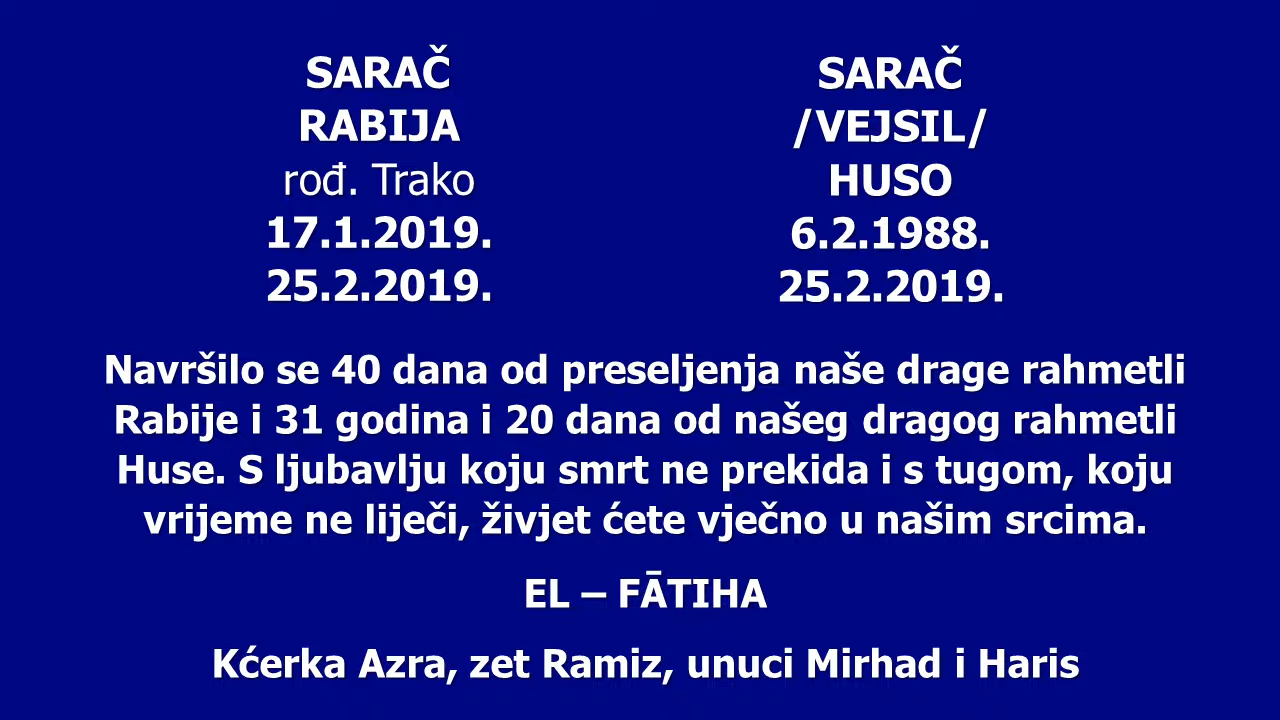 SARAČ
RABIJA
rođ. Trako
17.1.2019.
25.2.2019.
SARAČ
/VEJSIL/
HUSO
6.2.1988.
25.2.2019.
Navršilo se 40 dana od preseljenja naše drage rahmetli
Rabije i 31 godina i 20 dana od našeg dragog rahmetli
Huse. S ljubavlju koju smrt ne prekida i s tugom, koju
vrijeme ne liječi, živjet ćete vječno u našim srcima.
EL – FĀTIHA
Kćerka Azra, zet Ramiz, unuci Mirhad i Haris